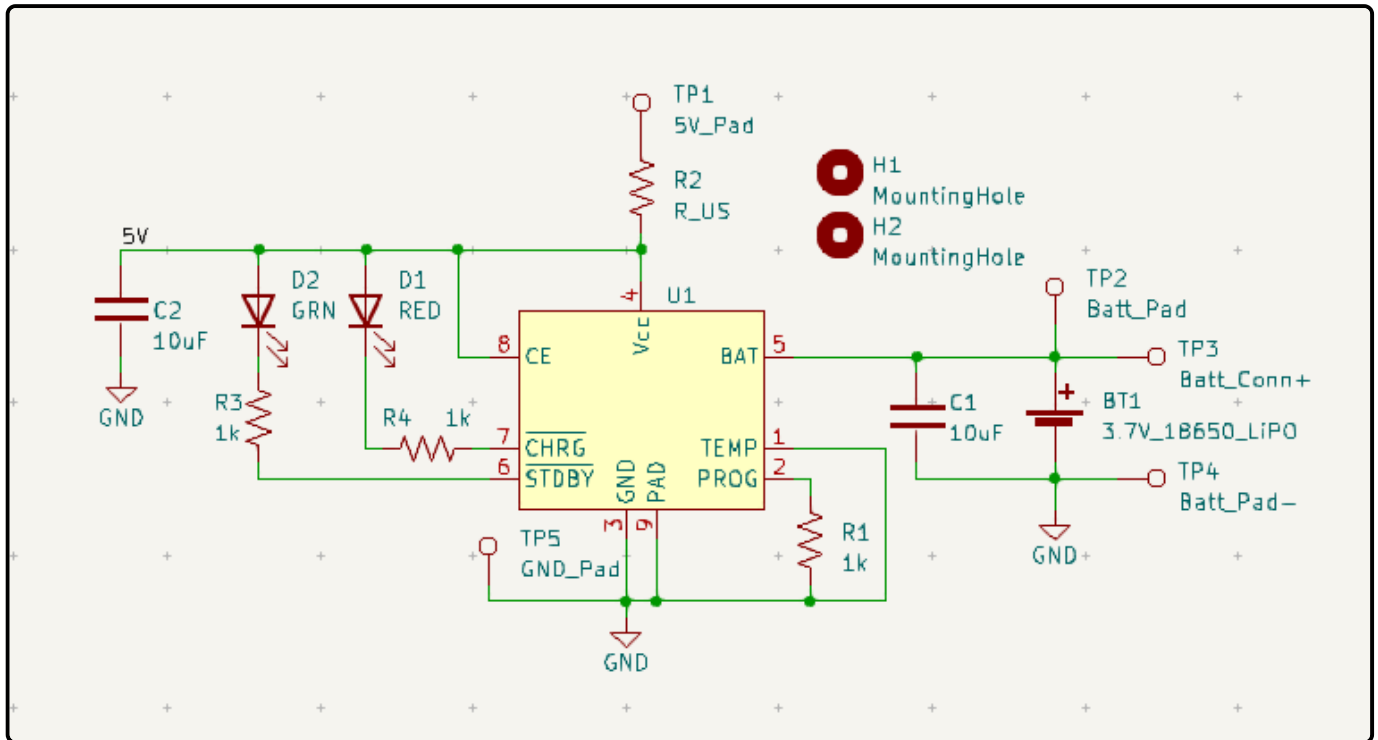 TP1
5V_Pad
R2
R_US
H1
MountingHole
H2
MountingHole
5V
D2
GRN
D1
RED
C2
10uF
GND
R3
1k
R4 1k
U1
4
Vcc
8 CE
7 CHRG
6 STDBY
BAT 5
TEMP 1
PROG 2
GND
3
PAD
9
TP2
Batt_Pad
TP3
Batt_Conn+
C1
10uF
+
BT1
3.7V_18650_LiPO
TP4
Batt_Pad-
GND
R1
1k
TP5
GND_Pad
GND